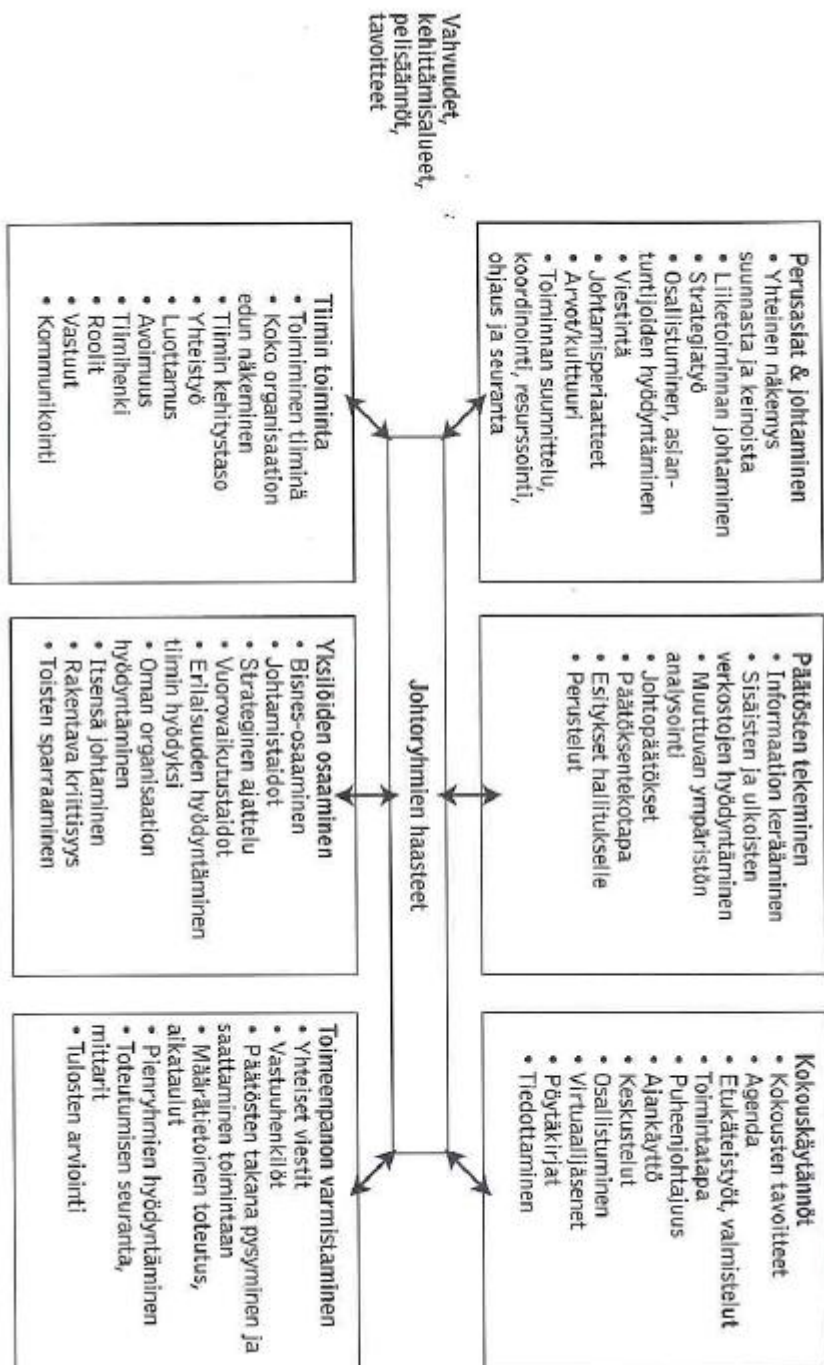 Vahvuudet,
kehittämisalueet,
pelisäännöt,
tavoitteet
Perusasiat & johtaminen
• Yhteinen näkemys
suunnasta ja keinoista
• Liiketoiminnan johtaminen
• Strategiatyö
• Osallistuminen, asian-
tuntijoiden hyödyntäminen
• Viestintä
• Johtamisperiaatteet
• Arvot/kulttuuri
• Toiminnan suunnittelu,
koordinointi, resurssointi,
ohjaus ja seuranta
Päätösten tekeminen
• Informaation kerääminen
• Sisäisten ja ulkoisten
verkostojen hyödyntäminen
• Muuttuvan ympäristön
analysointi
• Johtopäätökset
• Päätöksentekotapa
• Esitykset hallitukselle
• Perustelut
Kokouskäytännöt
• Kokousten tavoitteet
• Agenda
• Etukäteistyöt, valmistelut
• Toimintatapa
• Puheenjohtajuus
• Ajankäyttö
• Keskustelut
• Osallistuminen
• Virtuaalijäsenet
• Pöytäkirjat
• Tiedottaminen
Johtoryhmien haasteet
Tiimin toiminta
• Toimiminen tiiminä
• Koko organisaation
edun näkeminen
• Tiimin kehitystaso
• Yhteistyö
• Luottamus
• Avoimuus
• Tiimihenki
• Roolit
• Vastuut
• Kommunikointi
Yksilöiden osaaminen
• Bisnes-osaaminen
• Johtamistaidot
• Strateginen ajattelu
• Vuorovaikutustaidot
• Erilaisuuden hyödyntäminen
tiimin hyödyksi
• Oman organisaation
hyödyntäminen
• Itsensä johtaminen
• Rakentava kriittisyys
• Toisten sparraaminen
Toimeenpanon varmistaminen
• Yhteiset viestit
• Vastuuhenkilöt
• Päätösten takana pysyminen ja
saattaminen toimintaan
• Määrätietoinen toteutus,
aikataulut
• Pienryhmien hyödyntäminen
• Toteutumisen seuranta,
mittarit
• Tulosten arviointi